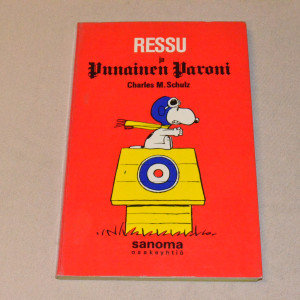 RESSU
ja
Punainen Paroni
Charles M. Schulz
sanoma
osakeyhtiö